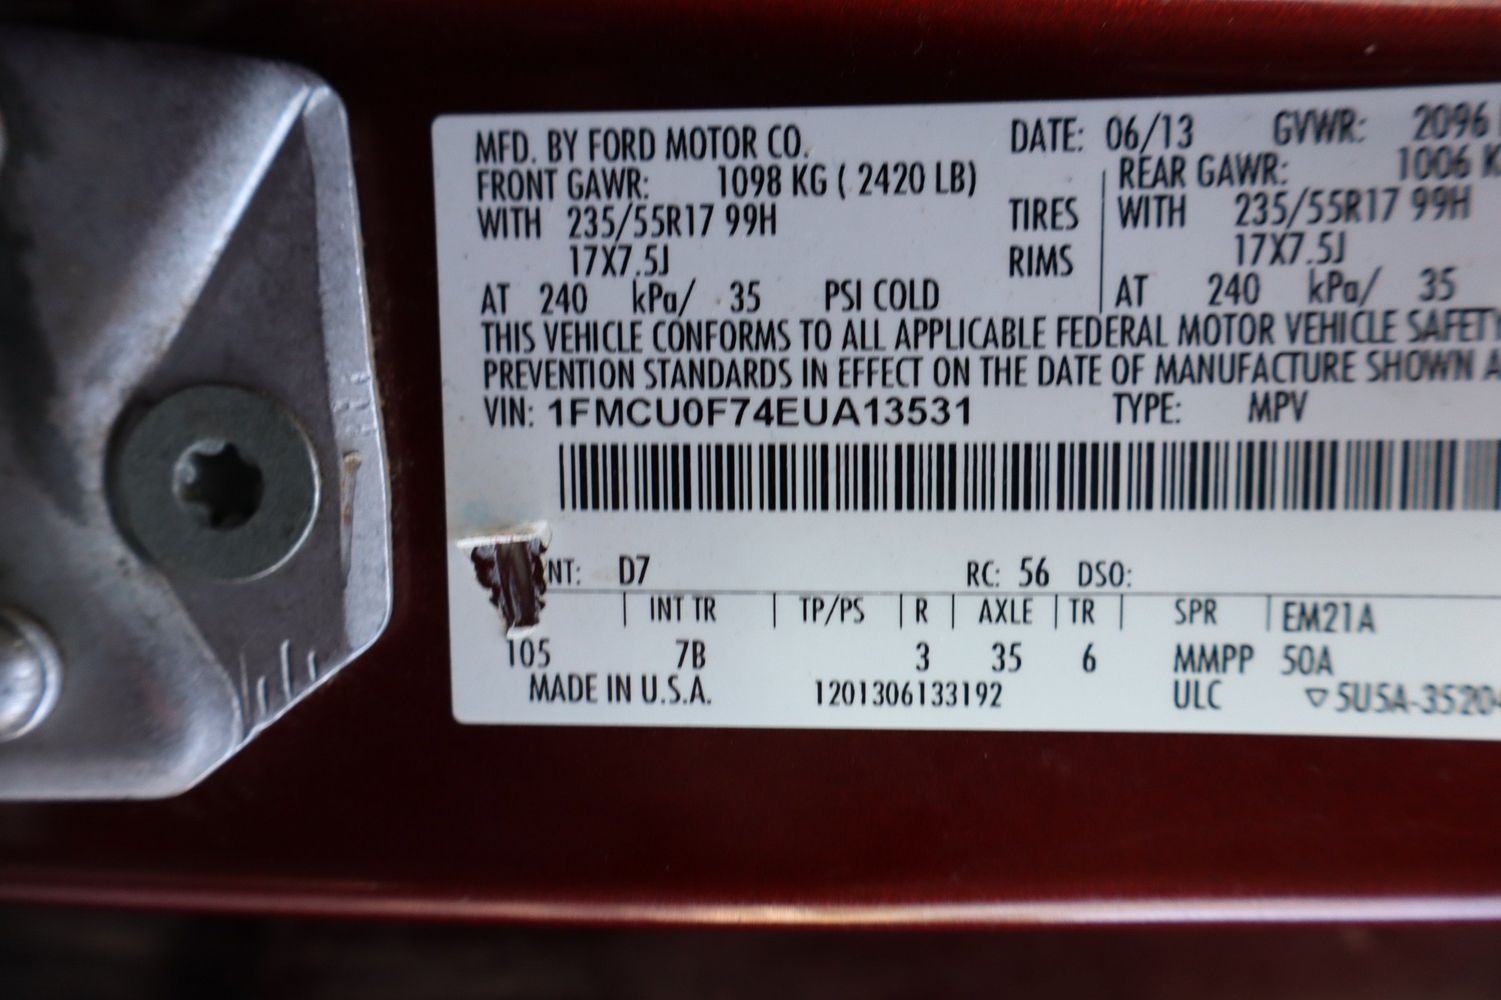 MFD. BY FORD MOTOR CO. DATE: 06/13 GVWR: 2096
FRONT GAWR: 1098 KG ( 2420 LB) REAR GAWR: 1006 K
WITH 235/55R17 99H TIRES WITH 235/55R17 99H
17X7.5J RIMS 17X7.5J
AT 240 kPa/ 35 PSI COLD AT 240 kPa/ 35
THIS VEHICLE CONFORMS TO ALL APPLICABLE FEDERAL MOTOR VEHICLE SAFETY
PREVENTION STANDARDS IN EFFECT ON THE DATE OF MANUFACTURE SHOWN A
VIN: 1FMCU0F74EUA13531 TYPE: MPV
NT: D7 RC: 56 DSO:
INT TR TP/PS R AXLE TR SPR EM21A
105 7B 3 35 6 MMPP 50A
MADE IN U.S.A. 1201306133192 ULC ▽5U5A-3520